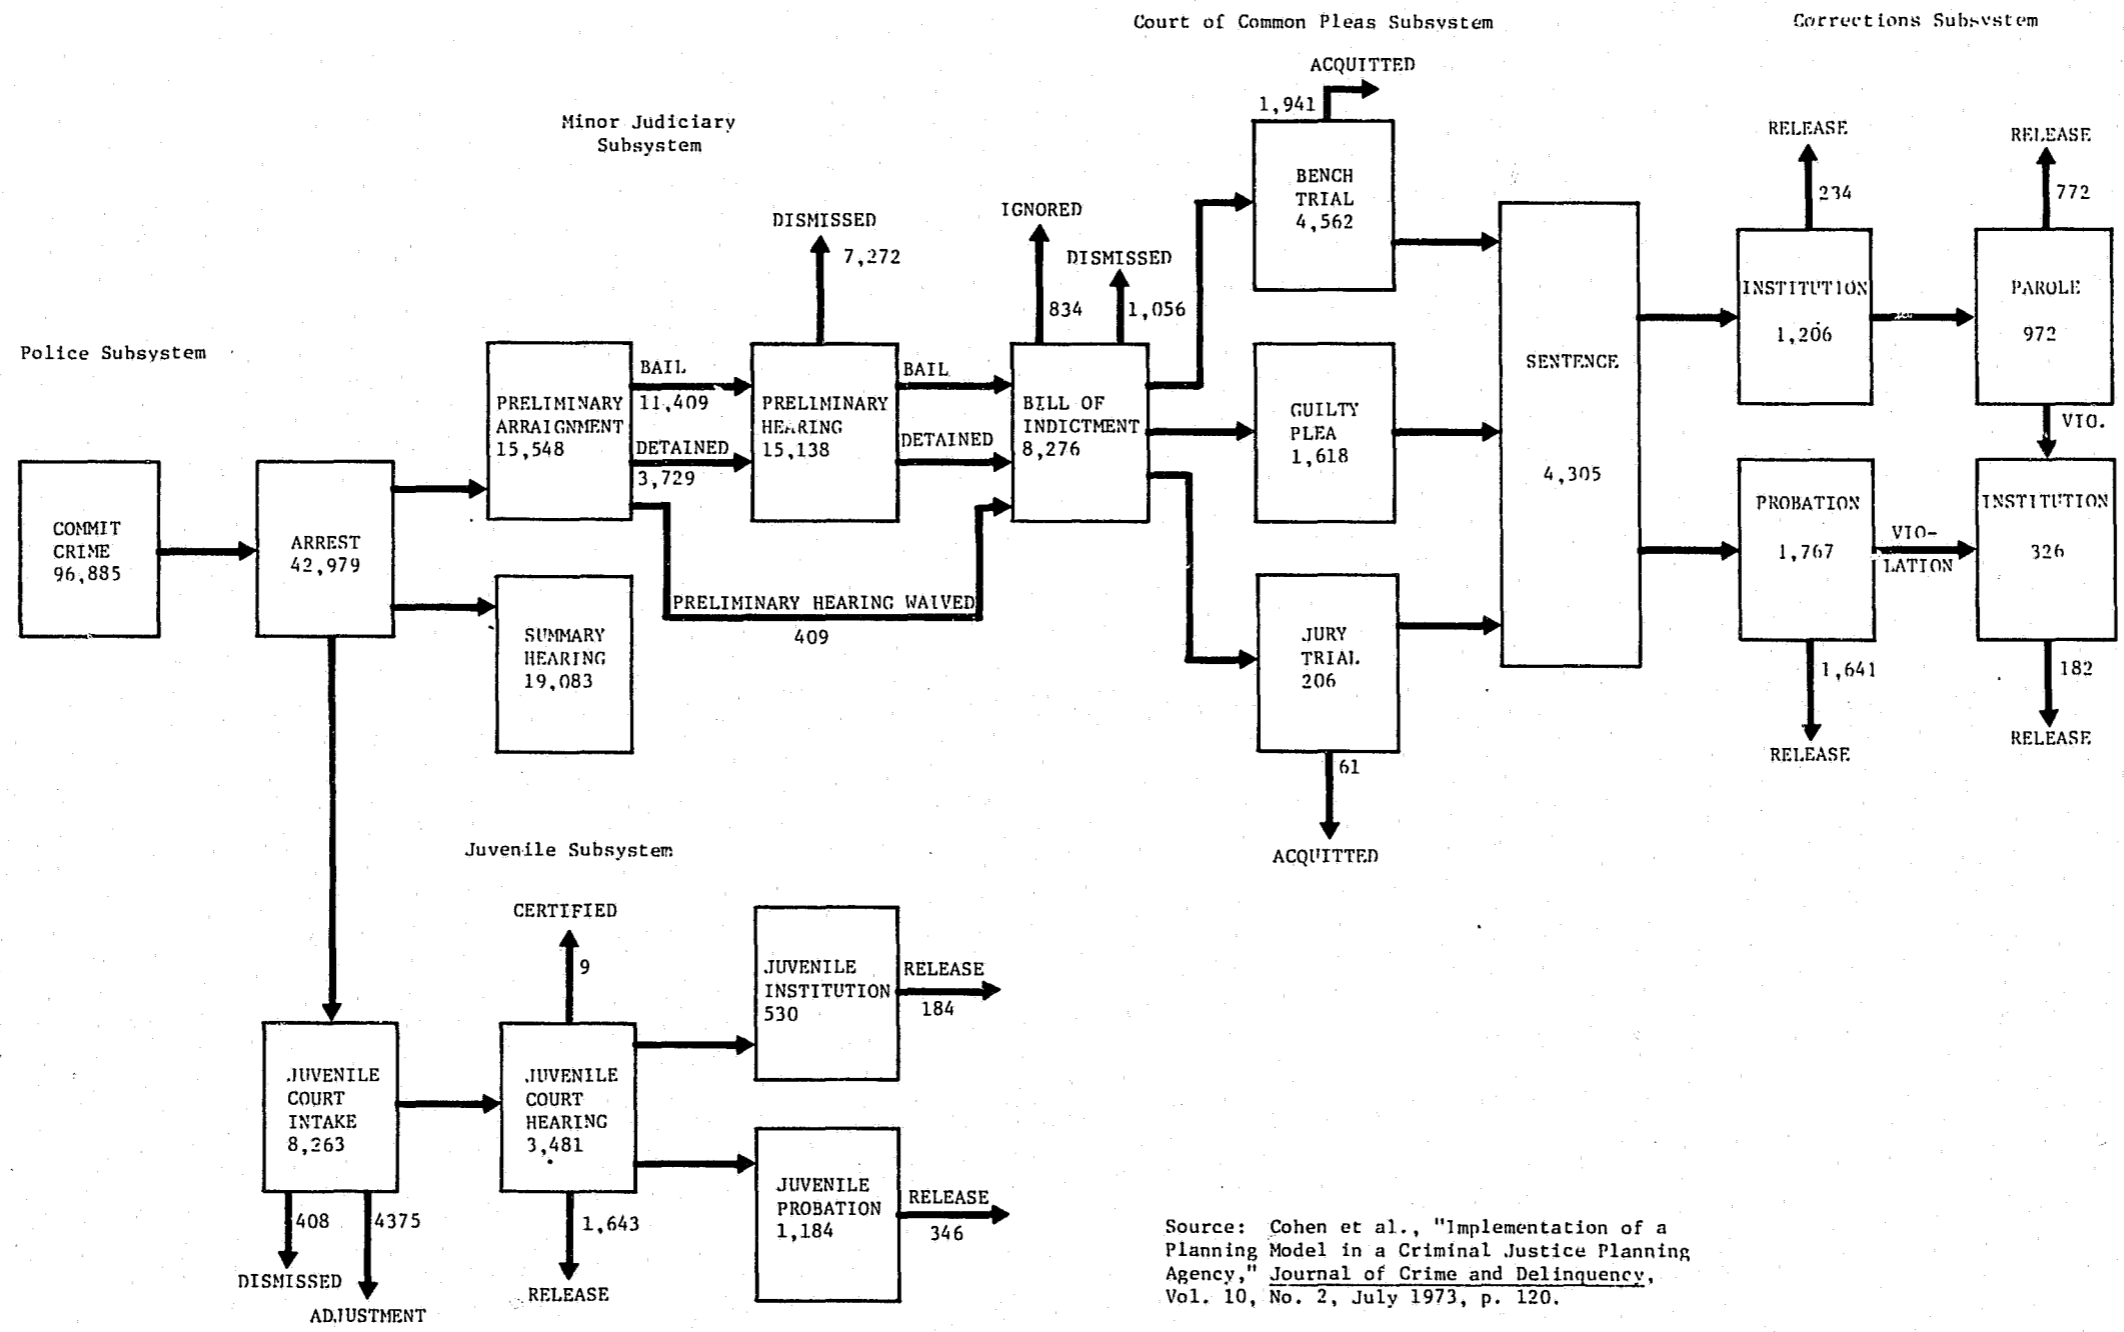 Court of Common Pleas Subsystem
Corrections Subsystem
Minor Judiciary
Subsystem
Police Subsystem
COMMIT
CRIME
96,885
ARREST
42,979
PRELIMINARY
ARRAIGNMENT
15,548
BAIL
11,409
DETAINED
3,729
PRELIMINARY HEARING WAIVED
409
SUMMARY
HEARING
19,083
DISMISSED
7,272
PRELIMINARY
HEARING
15,138
BAIL
DETAINED
IGNORED
834
DISMISSED
1,056
BILL OF
INDICTMENT
8,276
ACQUITTED
1,941
BENCH
TRIAL
4,562
GUILTY
PLEA
1,618
JURY
TRIAL
206
61
ACQUITTED
SENTENCE
4,305
RELEASE
234
INSTITUTION
1,206
RELEASE
772
PAROLE
972
VIO.
PROBATION
1,767
VIO-
LATION
INSTITUTION
326
1,641
RELEASE
182
RELEASE
Juvenile Subsystem
JUVENILE
COURT
INTAKE
8,263
408
DISMISSED
4375
ADJUSTMENT
CERTIFIED
9
JUVENILE
COURT
HEARING
3,481
1,643
RELEASE
JUVENILE
INSTITUTION
530
RELEASE
184
JUVENILE
PROBATION
1,184
RELEASE
346
Source: Cohen et al., "Implementation of a
Planning Model in a Criminal Justice Planning
Agency," Journal of Crime and Delinquency,
Vol. 10, No. 2, July 1973, p. 120.